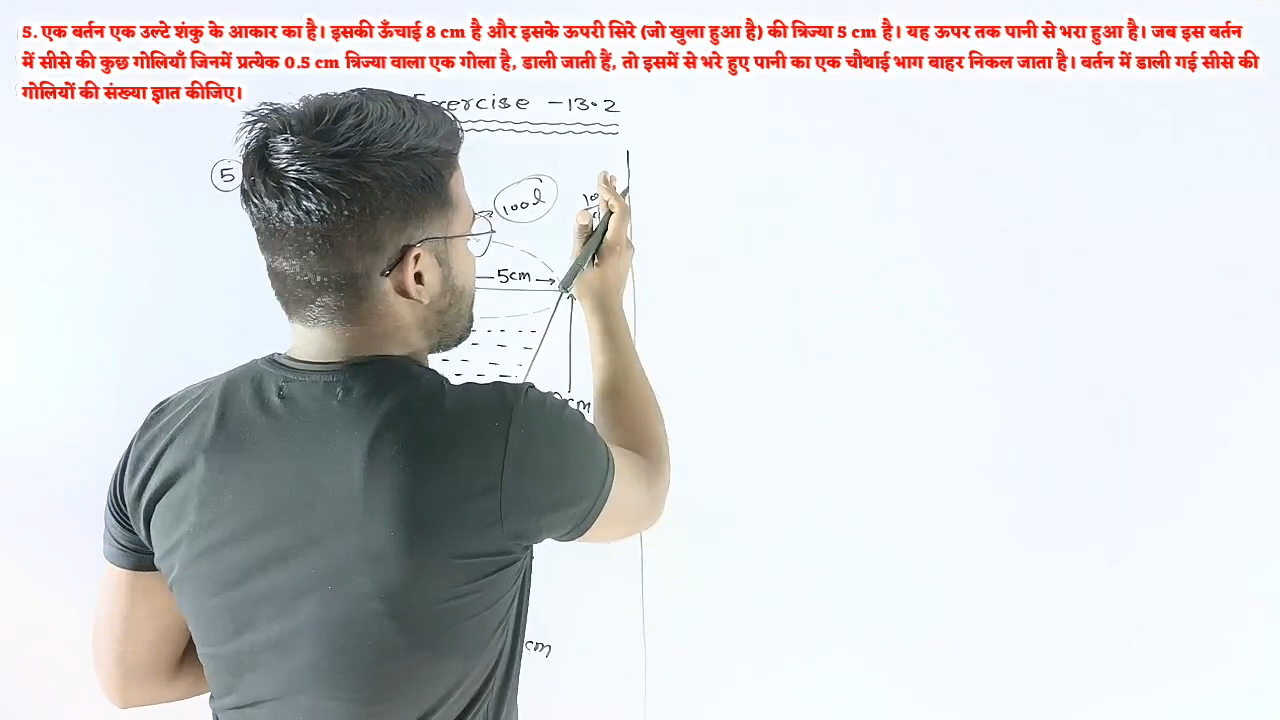 5. एक बर्तन एक उल्टे शंकु के आकार का है। इसकी ऊँचाई 8 cm है और इसके ऊपरी सिरे (जो खुला हुआ है) की त्रिज्या 5 cm है। यह ऊपर तक पानी से भरा हुआ है। जब इस बर्तन
में सीसे की कुछ गोलियाँ जिनमें प्रत्येक 0.5 cm त्रिज्या वाला एक गोला है, डाली जाती हैं, तो इसमें से भरे हुए पानी का एक चौथाई भाग बाहर निकल जाता है। बर्तन में डाली गई सीसे की
गोलियों की संख्या ज्ञात कीजिए।
Exercise -13.2
5
100l
5cm
cm
cm